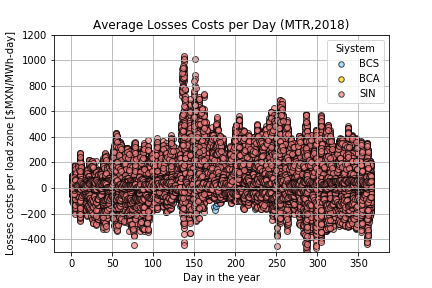 Average Losses Costs per Day (MTR,2018)
Losses costs per load zone [$MXN/MWh-day]
1200
1000
800
600
400
200
0
−200
−400
Siystem
BCS
BCA
SIN
0 50 100 150 200 250 300 350
Day in the year